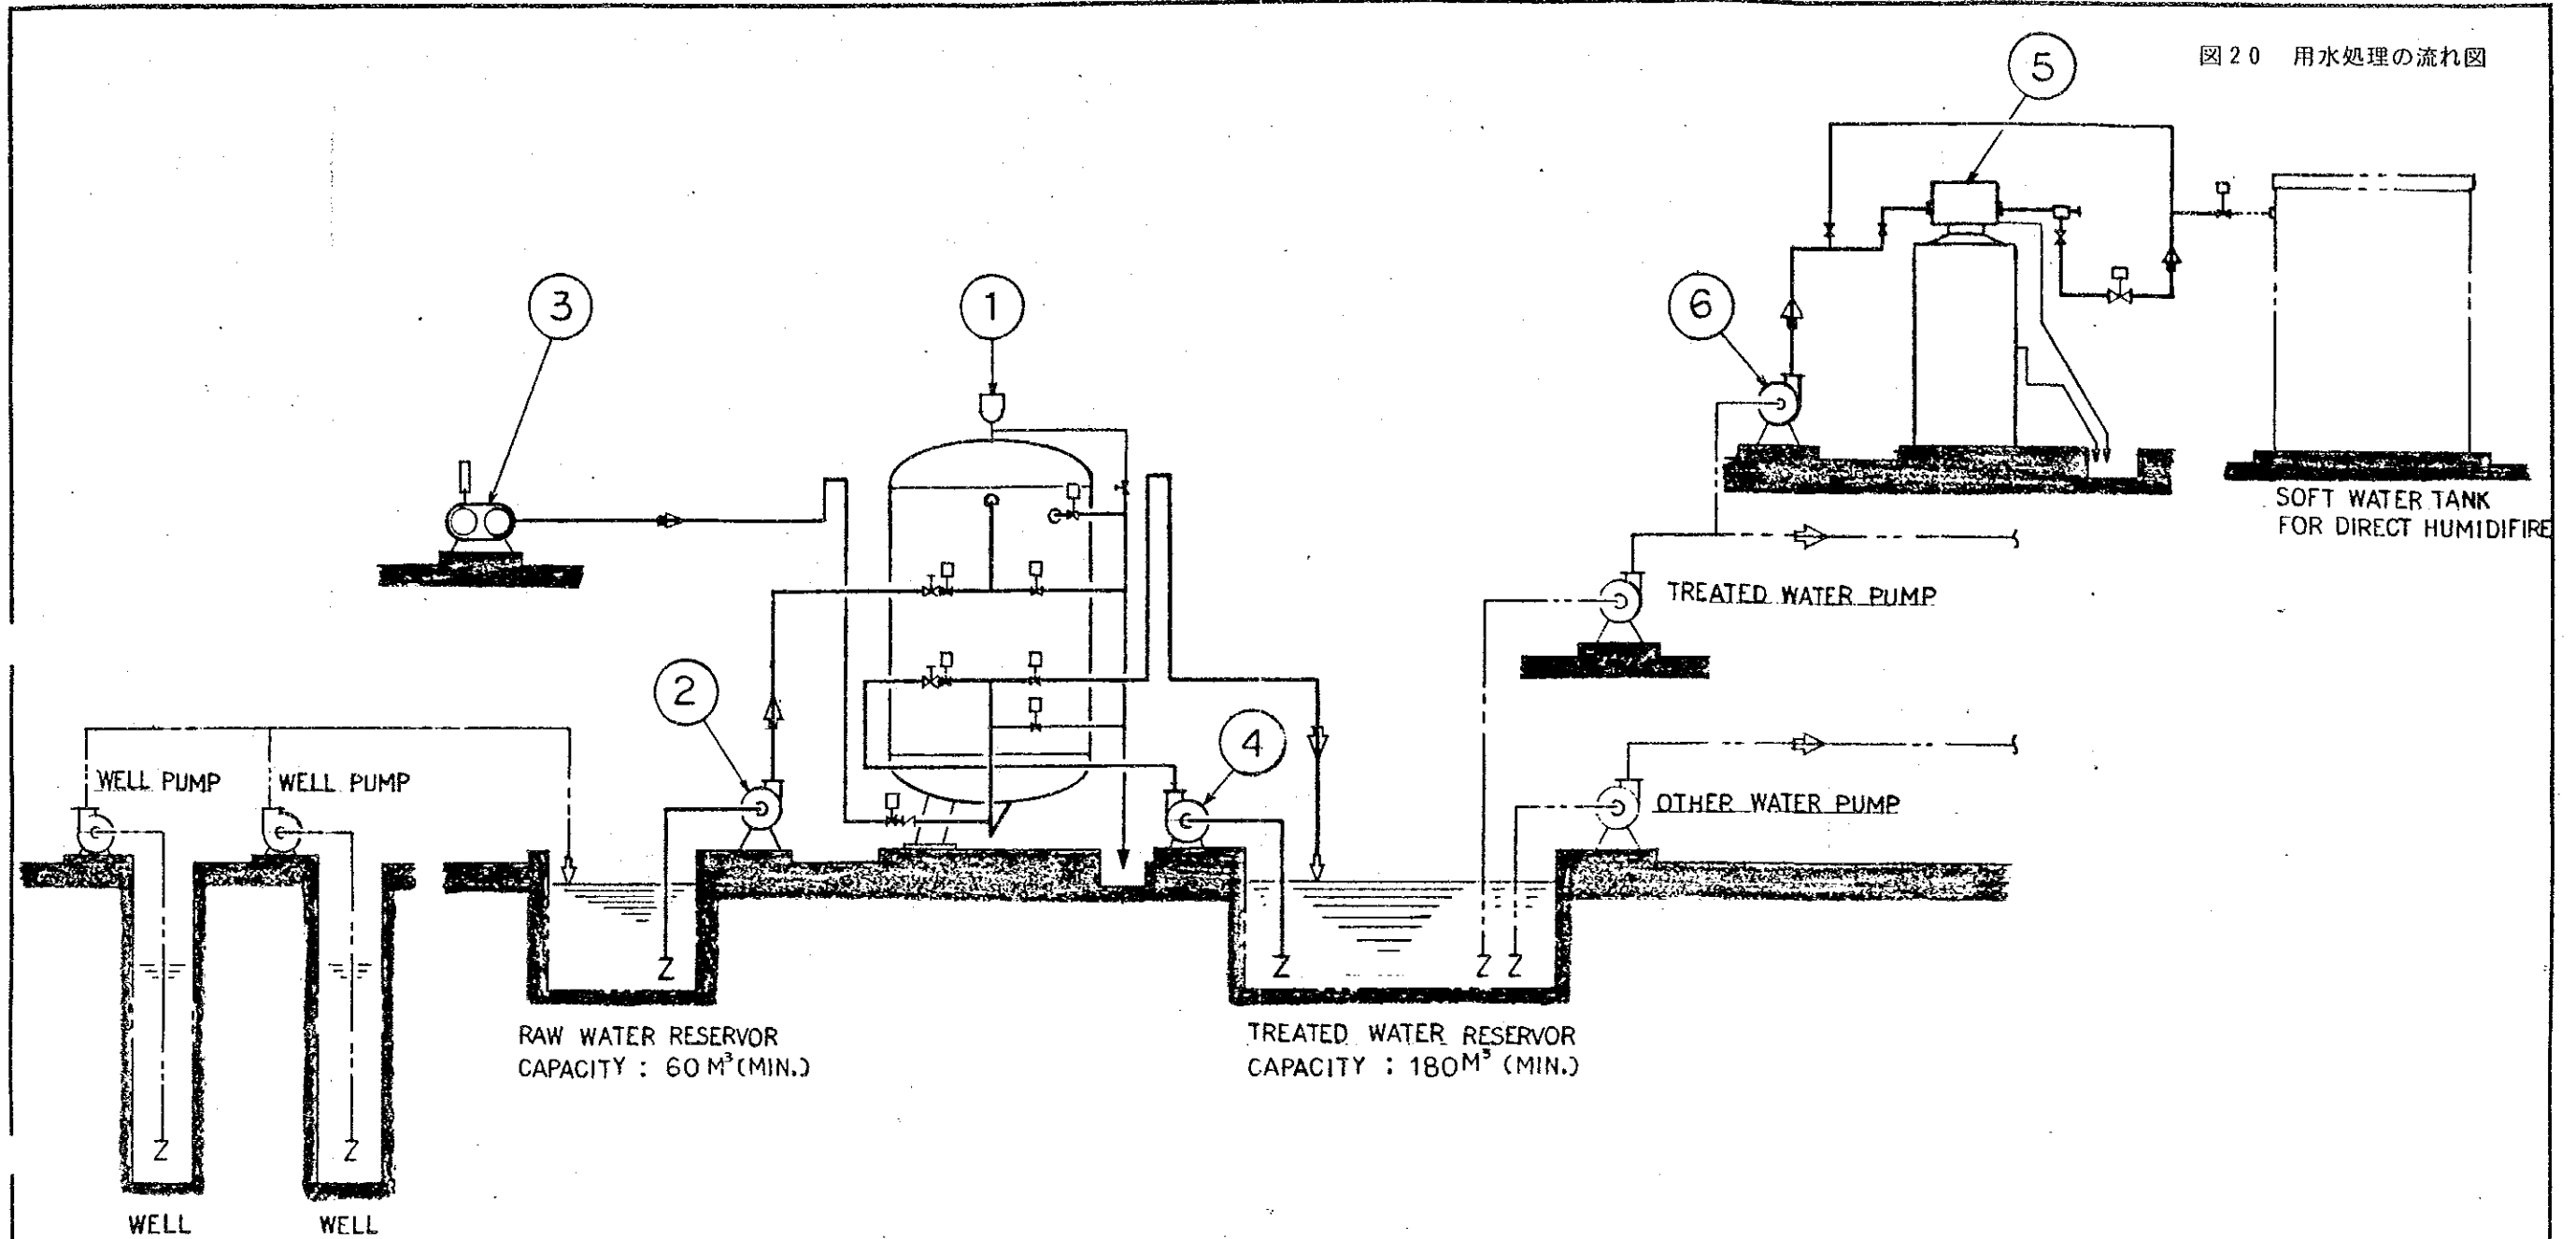 図20 用水処理の流れ図
5
3
1
6
SOFT WATER TANK
FOR DIRECT HUMIDIFIRE
TREATED WATER PUMP
2
4
WELL PUMP
WELL PUMP
OTHER WATER PUMP
RAW WATER RESERVOR
CAPACITY : 60 M³ (MIN.)
TREATED WATER RESERVOR
CAPACITY : 180 M³ (MIN.)
WELL
WELL